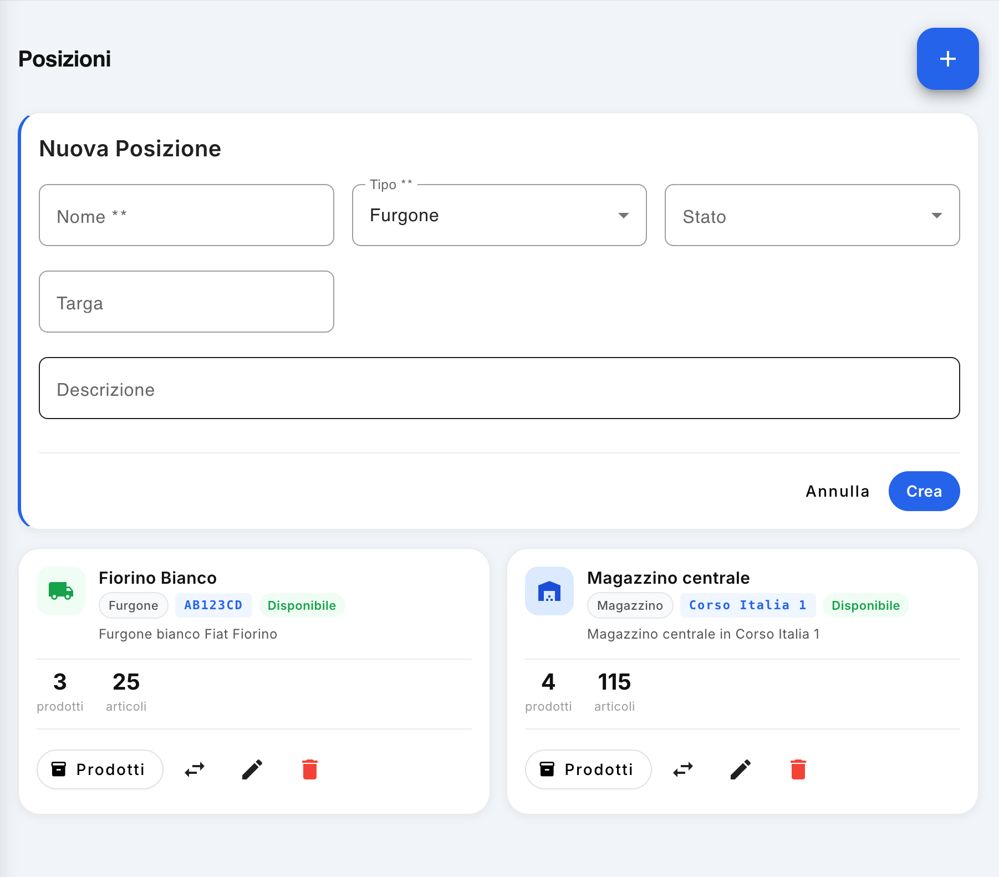 Posizioni
+
Nuova Posizione
Nome **
Tipo **
Furgone
Stato
Targa
Descrizione
Annulla
Crea
Fiorino Bianco
Furgone AB123CD Disponibile
Furgone bianco Fiat Fiorino
3 25
prodotti articoli
Prodotti
Magazzino centrale
Magazzino Corso Italia 1 Disponibile
Magazzino centrale in Corso Italia 1
4 115
prodotti articoli
Prodotti